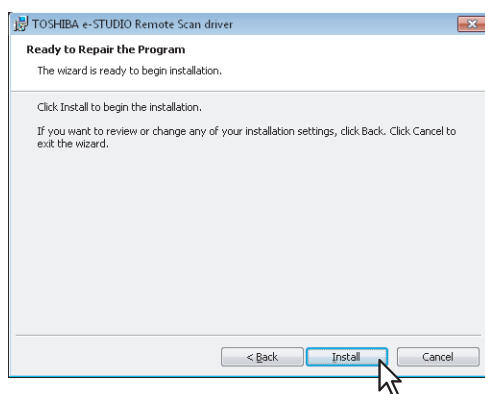 TOSHIBA e-STUDIO Remote Scan driver
Ready to Repair the Program
The wizard is ready to begin installation.
Click Install to begin the installation.
If you want to review or change any of your installation settings, click Back. Click Cancel to
exit the wizard.
< Back
Install
Cancel